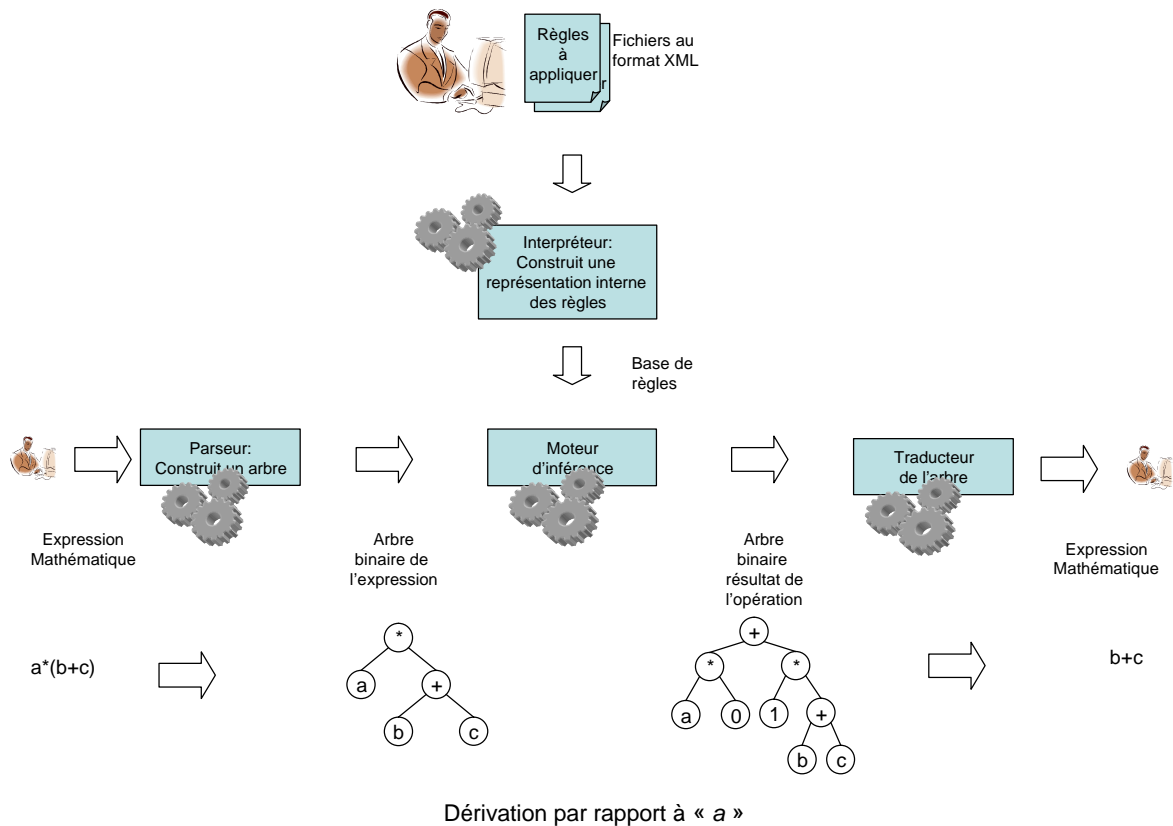 Règles
à
appliquer
r
Fichiers au
format XML
Interpréteur:
Construit une
représentation interne
des règles
Base de
règles
Parseur:
Construit un arbre
Moteur
d’inférence
Traducteur
de l’arbre
Expression
Mathématique
Arbre
binaire de
l’expression
Arbre
binaire
résultat de
l’opération
Expression
Mathématique
a*(b+c)
*
a
+
b
c
+
*
*
a
0
1
+
b
c
b+c
Dérivation par rapport à « a »